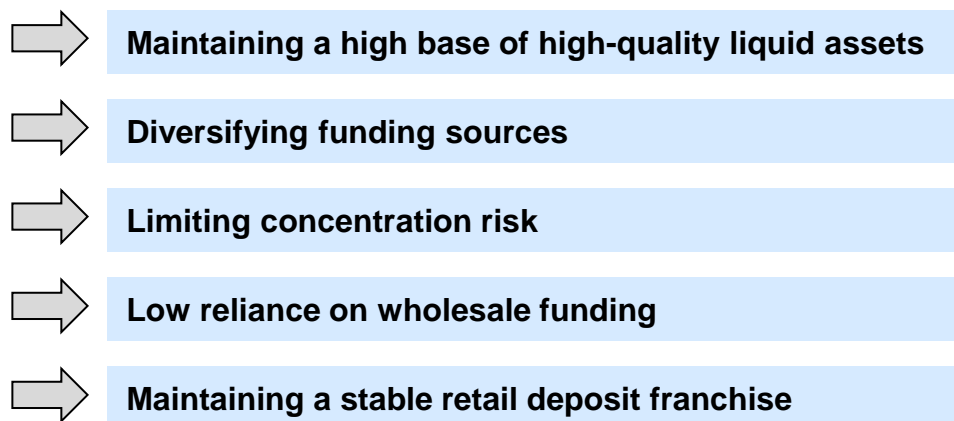 Maintaining a high base of high-quality liquid assets
Diversifying funding sources
Limiting concentration risk
Low reliance on wholesale funding
Maintaining a stable retail deposit franchise